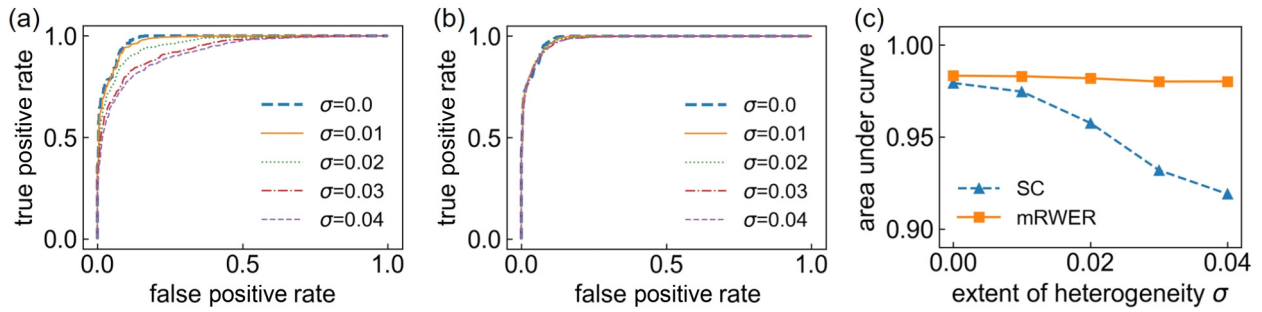 (a)
true positive rate
1.0
0.5
0.0
σ=0.0
σ=0.01
σ=0.02
σ=0.03
σ=0.04
0.0 0.5 1.0
false positive rate
(b)
true positive rate
1.0
0.5
0.0
σ=0.0
σ=0.01
σ=0.02
σ=0.03
σ=0.04
0.0 0.5 1.0
false positive rate
(c)
area under curve
1.00
0.95
0.90
SC
mRWER
0.00 0.02 0.04
extent of heterogeneity σ